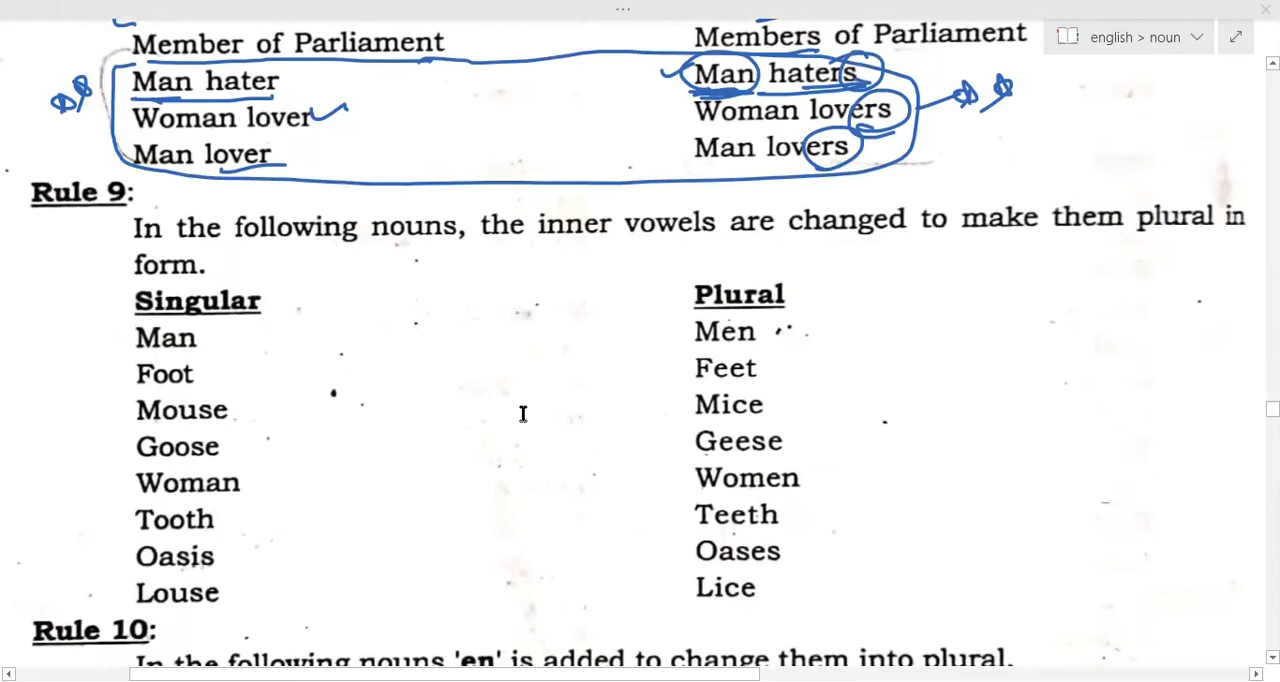 english > noun
Member of Parliament Members of Parliament
Man hater Man haters
Woman lover Woman lovers
Man lover Man lovers
Rule 9:
In the following nouns, the inner vowels are changed to make them plural in
form.
Singular Plural
Man Men
Foot Feet
Mouse Mice
Goose Geese
Woman Women
Tooth Teeth
Oasis Oases
Louse Lice
Rule 10:
In the following nouns 'en' is added to change them into plural.